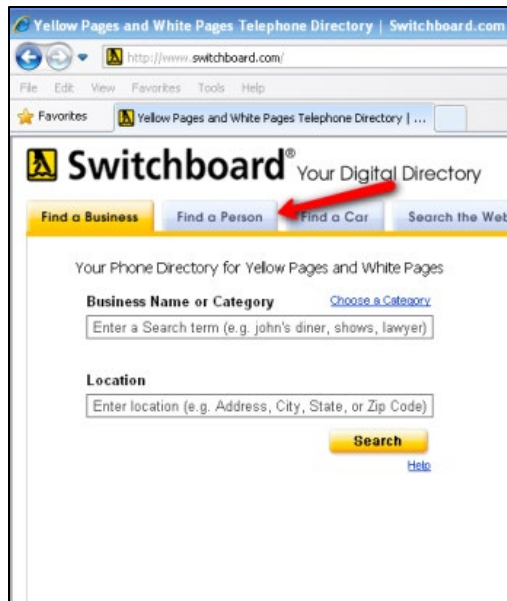 Yellow Pages and White Pages Telephone Directory | Switchboard.com
http://www.switchboard.com/
File Edit View Favorites Tools Help
Favorites Yellow Pages and White Pages Telephone Directory | ...
Switchboard® Your Digital Directory
Find a Business Find a Person Find a Car Search the Web
Your Phone Directory for Yellow Pages and White Pages
Business Name or Category Choose a Category
Enter a Search term (e.g. john's diner, shows, lawyer)
Location
Enter location (e.g. Address, City, State, or Zip Code)
Search
Help